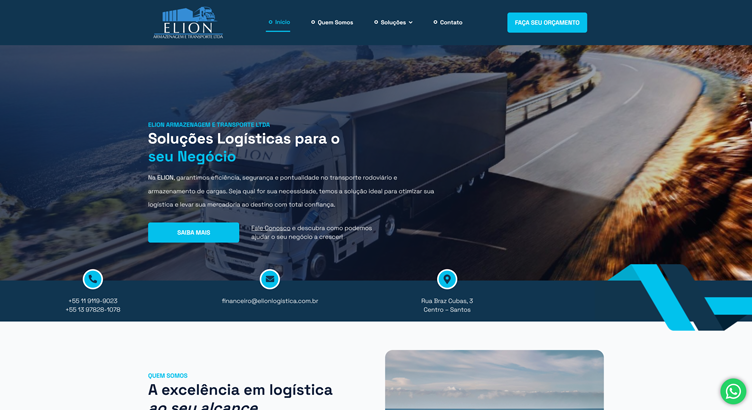 ELION
ARMAZENAGEM E TRANSPORTE LTDA
Início
Quem Somos
Soluções
Contato
FAÇA SEU ORÇAMENTO
ELION ARMAZENAGEM E TRANSPORTE LTDA
Soluções Logísticas para o
seu Negócio
Na ELION, garantimos eficiência, segurança e pontualidade no transporte rodoviário e
armazenamento de cargas. Seja qual for sua necessidade, temos a solução ideal para otimizar sua
logística e levar sua mercadoria ao destino com total confiança.
SAIBA MAIS
Fale Conosco e descubra como podemos
ajudar o seu negócio a crescer!
ELION
+55 11 9119-9023
+55 13 97828-1078
financeiro@elionlogistica.com.br
Rua Braz Cubas, 3
Centro – Santos
QUEM SOMOS
A excelência em logística
ao seu alcance